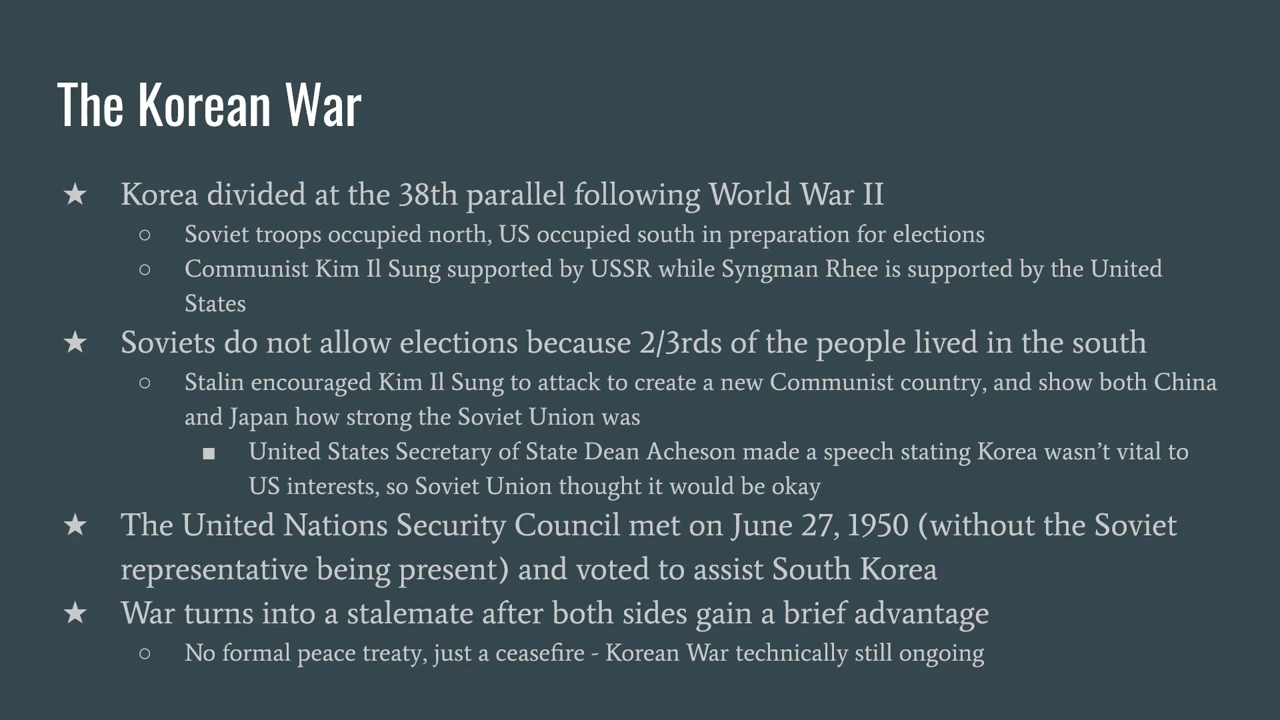 The Korean War
★ Korea divided at the 38th parallel following World War II
○ Soviet troops occupied north, US occupied south in preparation for elections
○ Communist Kim Il Sung supported by USSR while Syngman Rhee is supported by the United
States
★ Soviets do not allow elections because 2/3rds of the people lived in the south
○ Stalin encouraged Kim Il Sung to attack to create a new Communist country, and show both China
and Japan how strong the Soviet Union was
■ United States Secretary of State Dean Acheson made a speech stating Korea wasn’t vital to
US interests, so Soviet Union thought it would be okay
★ The United Nations Security Council met on June 27, 1950 (without the Soviet
representative being present) and voted to assist South Korea
★ War turns into a stalemate after both sides gain a brief advantage
○ No formal peace treaty, just a ceasefire - Korean War technically still ongoing